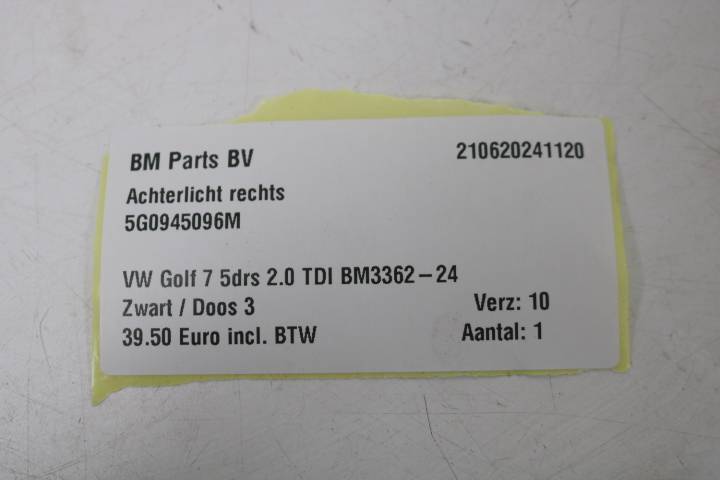 BM Parts BV 210620241120
Achterlicht rechts
5G0945096M
VW Golf 7 5drs 2.0 TDI BM3362-24
Zwart / Doos 3 Verz: 10
39.50 Euro incl. BTW Aantal: 1